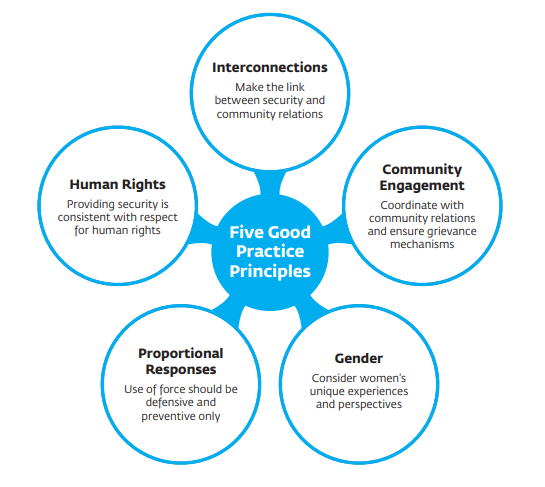 Interconnections
Make the link
between security and
community relations
Human Rights
Providing security is
consistent with respect
for human rights
Community
Engagement
Coordinate with
community relations
and ensure grievance
mechanisms
Five Good
Practice
Principles
Proportional
Responses
Use of force should be
defensive and
preventive only
Gender
Consider women's
unique experiences
and perspectives